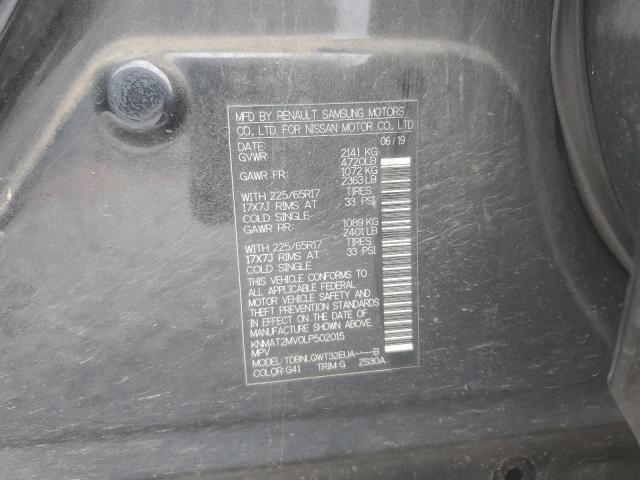 MFD BY RENAULT SAMSUNG MOTORS
CO., LTD FOR NISSAN MOTOR CO., LTD.
DATE: 06/19
GVWR: 2141 KG
4720LB
GAWR FR: 1072 KG
2363LB
WITH 225/65R17 TIRES
17X7J RIMS AT 33 PSI
COLD SINGLE
GAWR RR: 1089 KG
2401LB
WITH 225/65R17 TIRES
17X7J RIMS AT 33 PSI
COLD SINGLE
THIS VEHICLE CONFORMS TO
ALL APPLICABLE FEDERAL
MOTOR VEHICLE SAFETY AND
THEFT PREVENTION STANDARDS
IN EFFECT ON THE DATE OF
MANUFACTURE SHOWN ABOVE.
KNMAT2MV0LP502015
MPV
MODEL: TDBNLQWT32EUA----B
COLOR: G41 TRIM: G ZS30A